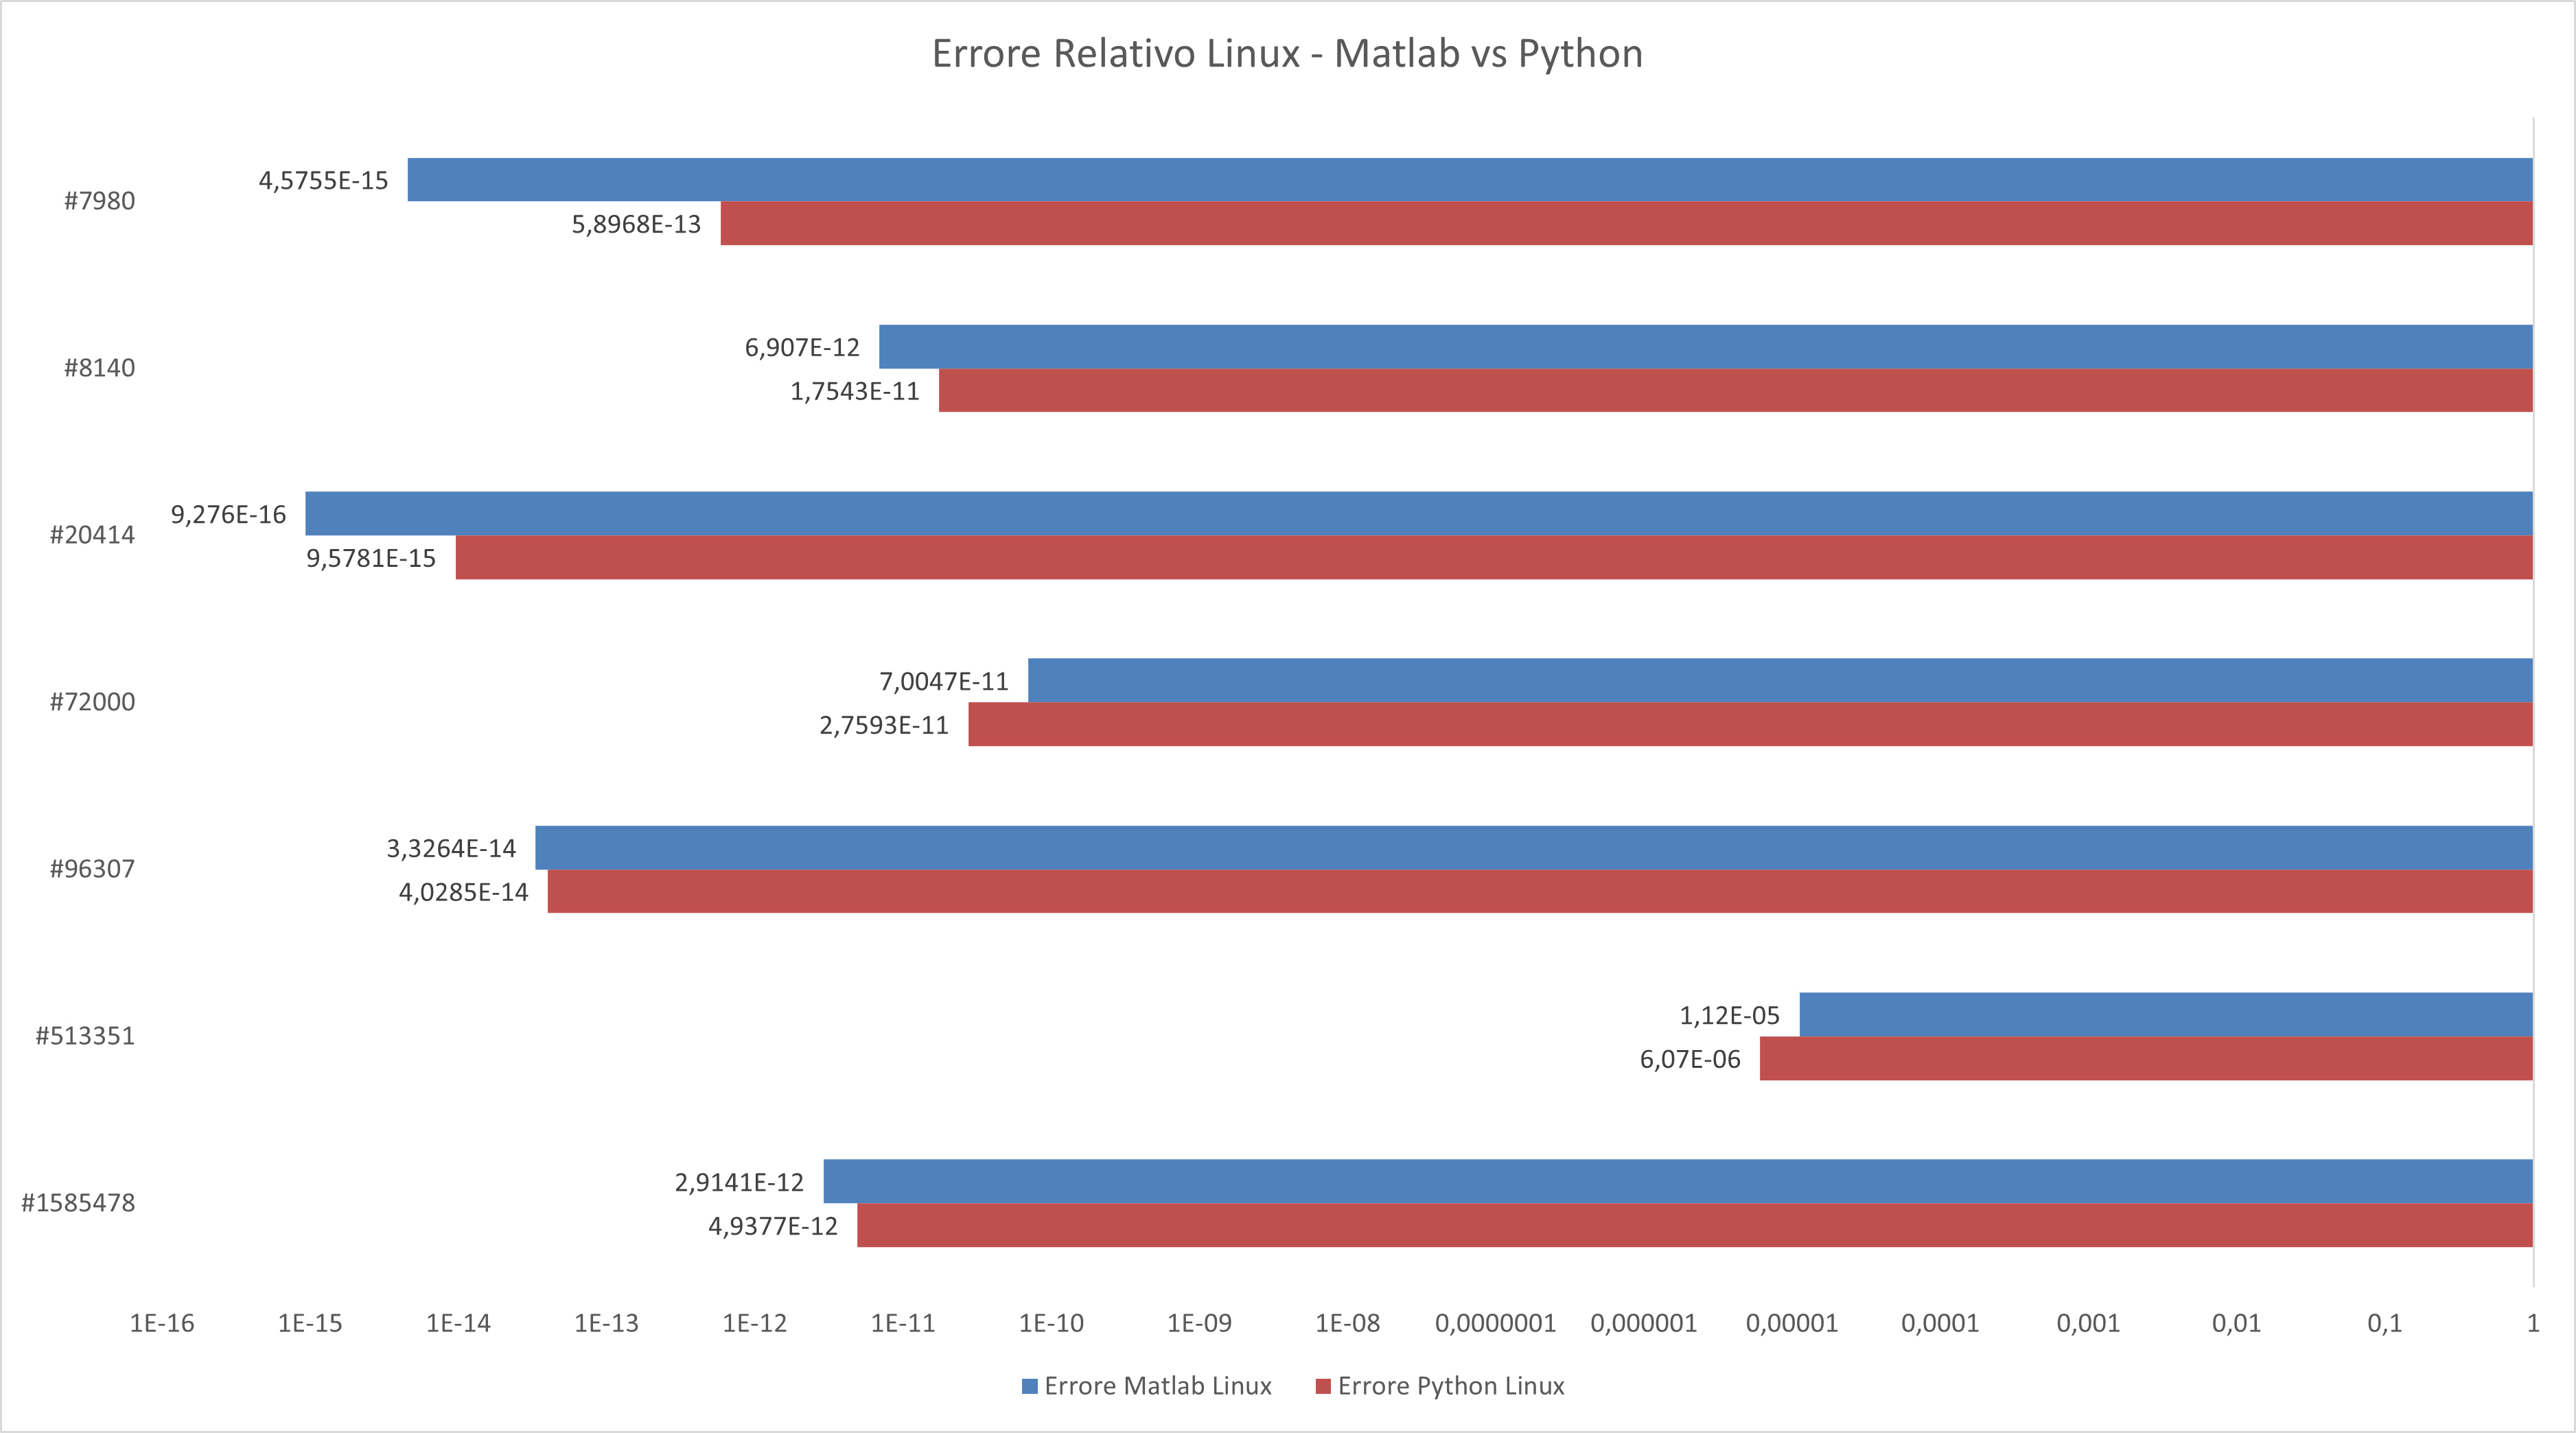 Errore Relativo Linux - Matlab vs Python
#7980
4,5755E-15
5,8968E-13
#8140
6,907E-12
1,7543E-11
#20414
9,276E-16
9,5781E-15
#72000
7,0047E-11
2,7593E-11
#96307
3,3264E-14
4,0285E-14
#513351
1,12E-05
6,07E-06
#1585478
2,9141E-12
4,9377E-12
1E-16 1E-15 1E-14 1E-13 1E-12 1E-11 1E-10 1E-09 1E-08 0,0000001 0,000001 0,00001 0,0001 0,001 0,01 0,1 1
Errore Matlab Linux Errore Python Linux